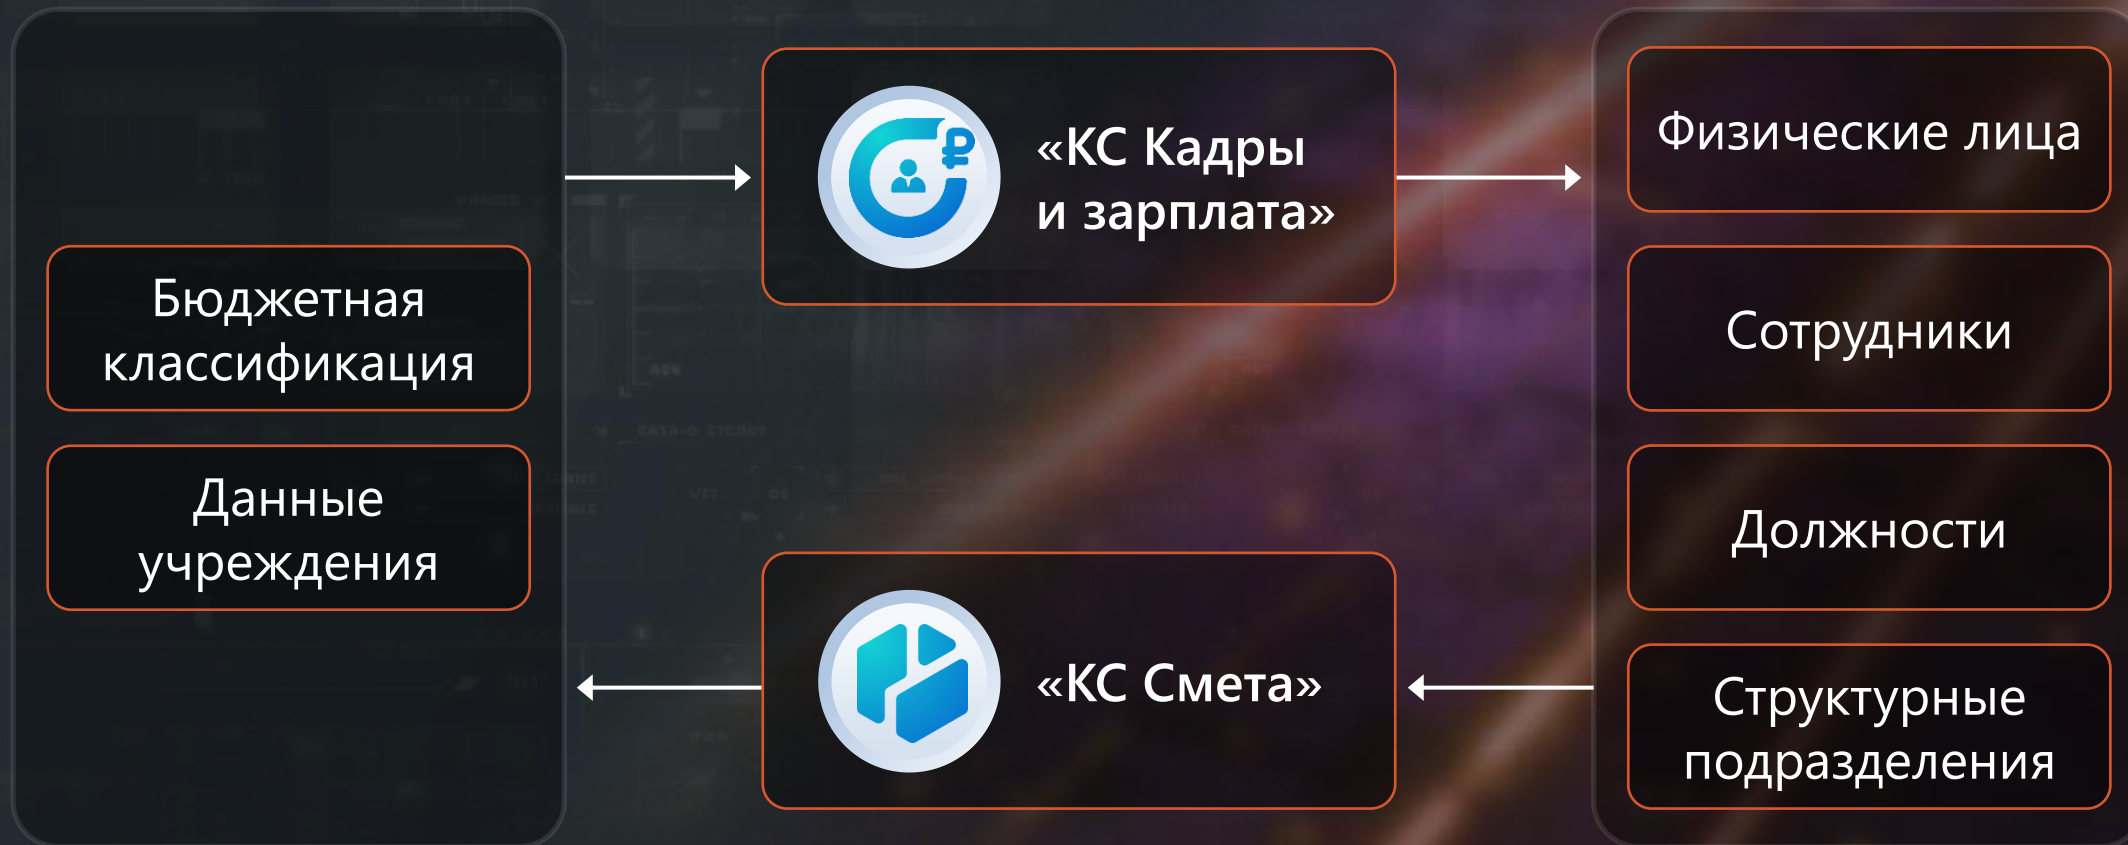 Бюджетная
классификация
Данные
учреждения
«КС Кадры
и зарплата»
«КС Смета»
Физические лица
Сотрудники
Должности
Структурные
подразделения